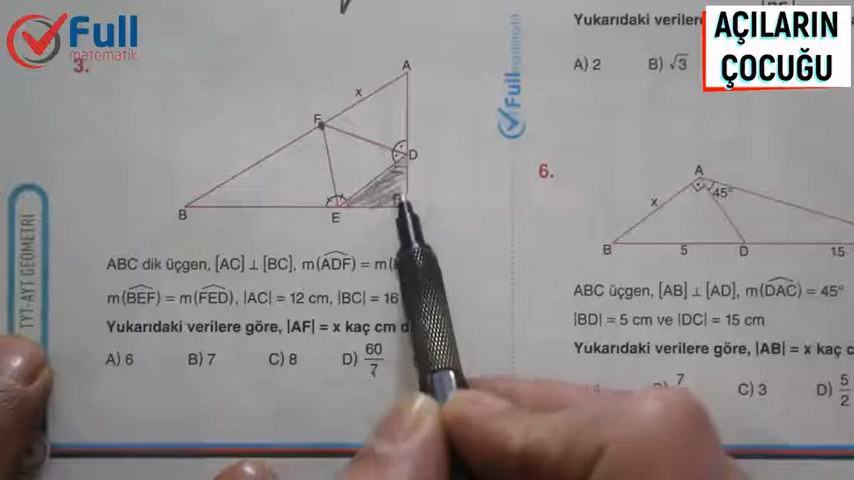 Full
matematik
AÇILARIN
ÇOCUĞU
TYT-AYT GEOMETRİ
3.
A
x
F
D
B
E
ABC dik üçgen, [AC] ⊥ [BC], m(ADF) = m(
m(BEF) = m(FED), |AC| = 12 cm, |BC| = 16
Yukarıdaki verilere göre, |AF| = x kaç cm d
A) 6 B) 7 C) 8 D) 60/7
Full matematik
Yukarıdaki verilere
A) 2 B) √3
6.
A
45°
x
B
5
D
15
ABC üçgen, [AB] ⊥ [AD], m(DAC) = 45°
|BD| = 5 cm ve |DC| = 15 cm
Yukarıdaki verilere göre, |AB| = x kaç c
7
C) 3 D) 5/2